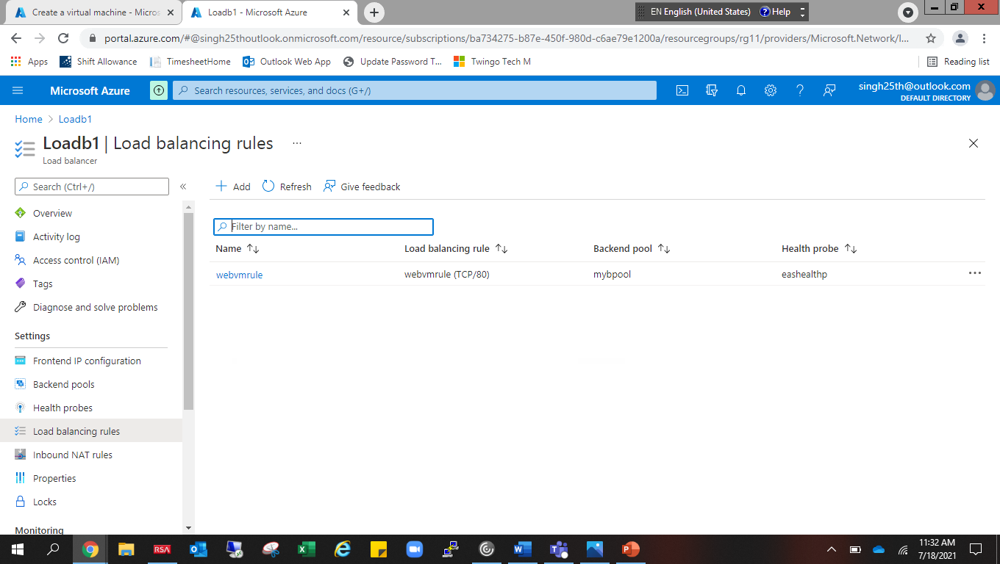 Create a virtual machine - Micros
Loadb1 - Microsoft Azure
EN English (United States) Help
portal.azure.com/#@singh25thoutlook.onmicrosoft.com/resource/subscriptions/ba734275-b87e-450f-980d-c6ae79e1200a/resourcegroups/rg11/providers/Microsoft.Network/l...
Apps Shift Allowance TimesheetHome Outlook Web App Update Password T... Twingo Tech M Reading list
Microsoft Azure
Search resources, services, and docs (G+/)
singh25th@outlook.com
DEFAULT DIRECTORY
Home > Loadb1
Loadb1 | Load balancing rules ...
Load balancer
Search (Ctrl+/)
Overview
Activity log
Access control (IAM)
Tags
Diagnose and solve problems
Settings
Frontend IP configuration
Backend pools
Health probes
Load balancing rules
Inbound NAT rules
Properties
Locks
Monitoring
Add Refresh Give feedback
Filter by name...
Name Load balancing rule Backend pool Health probe
webvmrule webvmrule (TCP/80) mybpool eashealthp
RSA
11:32 AM
7/18/2021